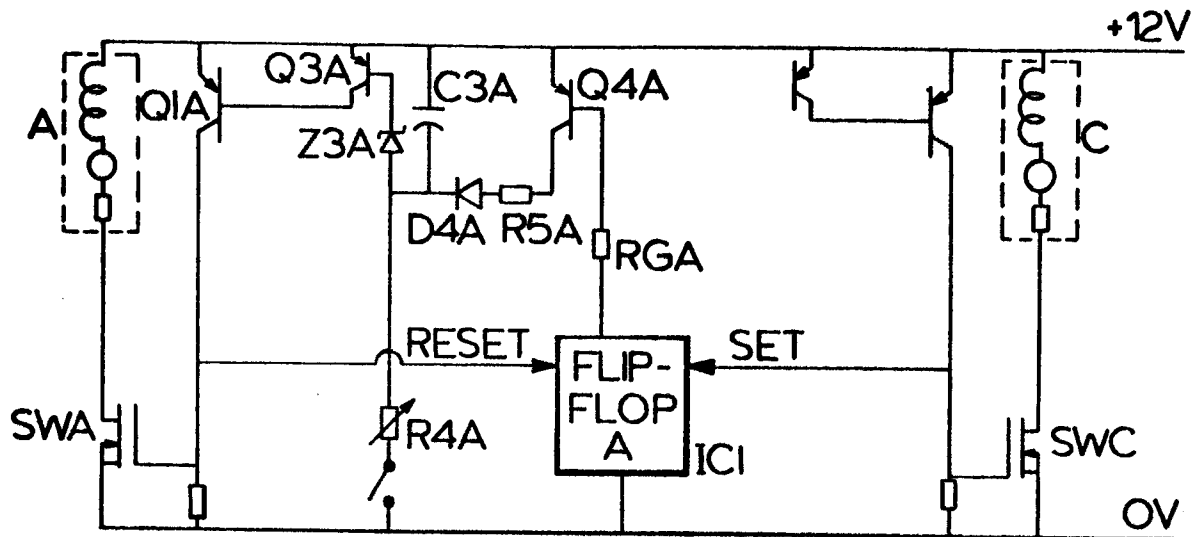 +12V
Q3A
C3A
Q4A
A
Q1A
C
Z3A
D4A
R5A
RGA
RESET
SET
FLIP-
FLOP
A
SWA
R4A
IC1
SWC
0V